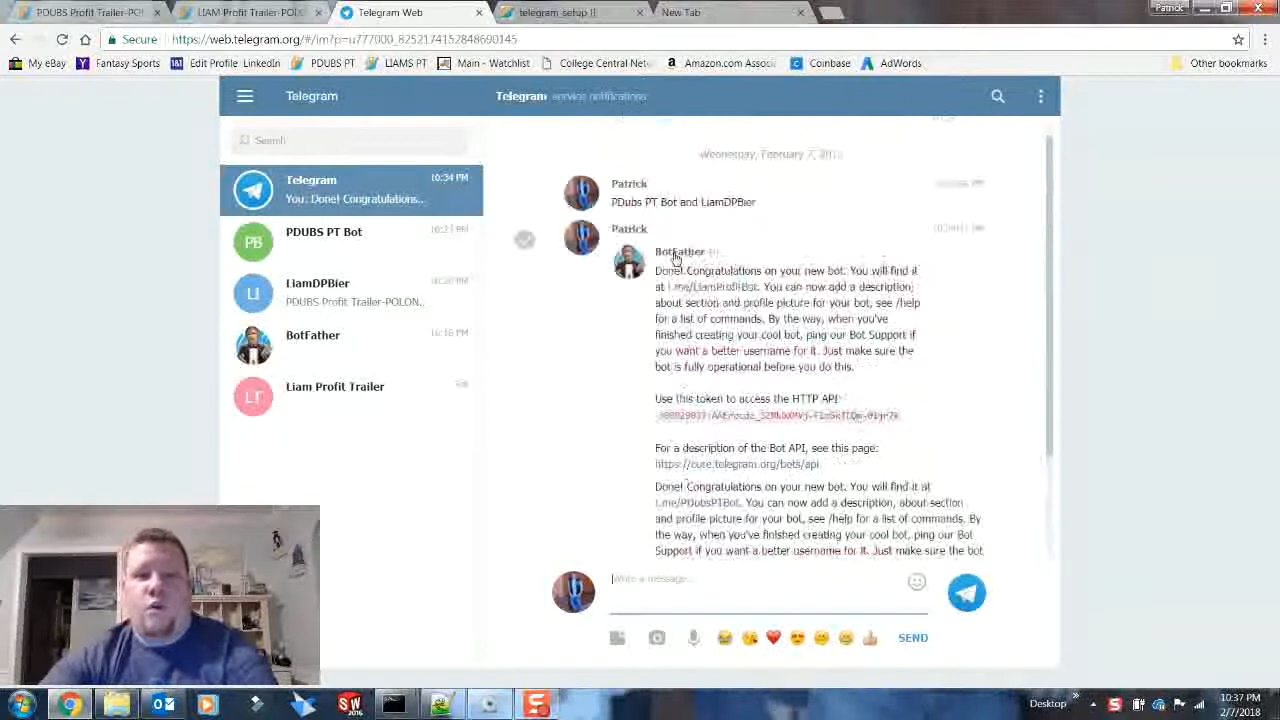 PDUBS Profit Trailer-PO
LIAM Profit Trailer-POL
Telegram Web
telegram-setup
New Tab
Patrick
Secure
https://web.telegram.org/#/im?p=u777000_8252174152848690145
My eBay
Fantasy Sports
Edit Profile LinkedIn
PDUBS PT
LIAMS PT
Main - Watchlist
College Central Net
Amazon.com Associ
Coinbase
AdWords
Other bookmarks
Telegram
Telegram service notifications
Search
Telegram
10:34 PM
You: Done! Congratulations...
PDUBS PT Bot
PB
LiamDPBier
LI
PDUBS Profit Trailer-POLON..
BotFather
10:16 PM
Liam Profit Trailer
Wednesday, February
Patrick
PDubs PT Bot and LiamDPBier
Patrick
BotFather
Done! Congratulations on your new bot. You will find it
at t.me/LiamProfitBot. You can now add a description,
about section and profile picture for your bot, see /help
for a list of commands. By the way, when you've
finished creating your cool bot, ping our Bot Support if
you want a better username for it. Just make sure the
bot is fully operational before you do this.
Use this token to access the HTTP API
For a description of the Bot API, see this page:
https://core.telegram.org/bots/api
Done! Congratulations on your new bot. You will find it at
t.me/PDubsPTBot. You can now add a description, about section
and profile picture for your bot, see /help for a list of commands. By
the way, when you've finished creating your cool bot, ping our Bot
Support if you want a better username for it. Just make sure the bot
Write a message...
SEND
SW
2016
Desktop
10:37 PM
2/7/2018